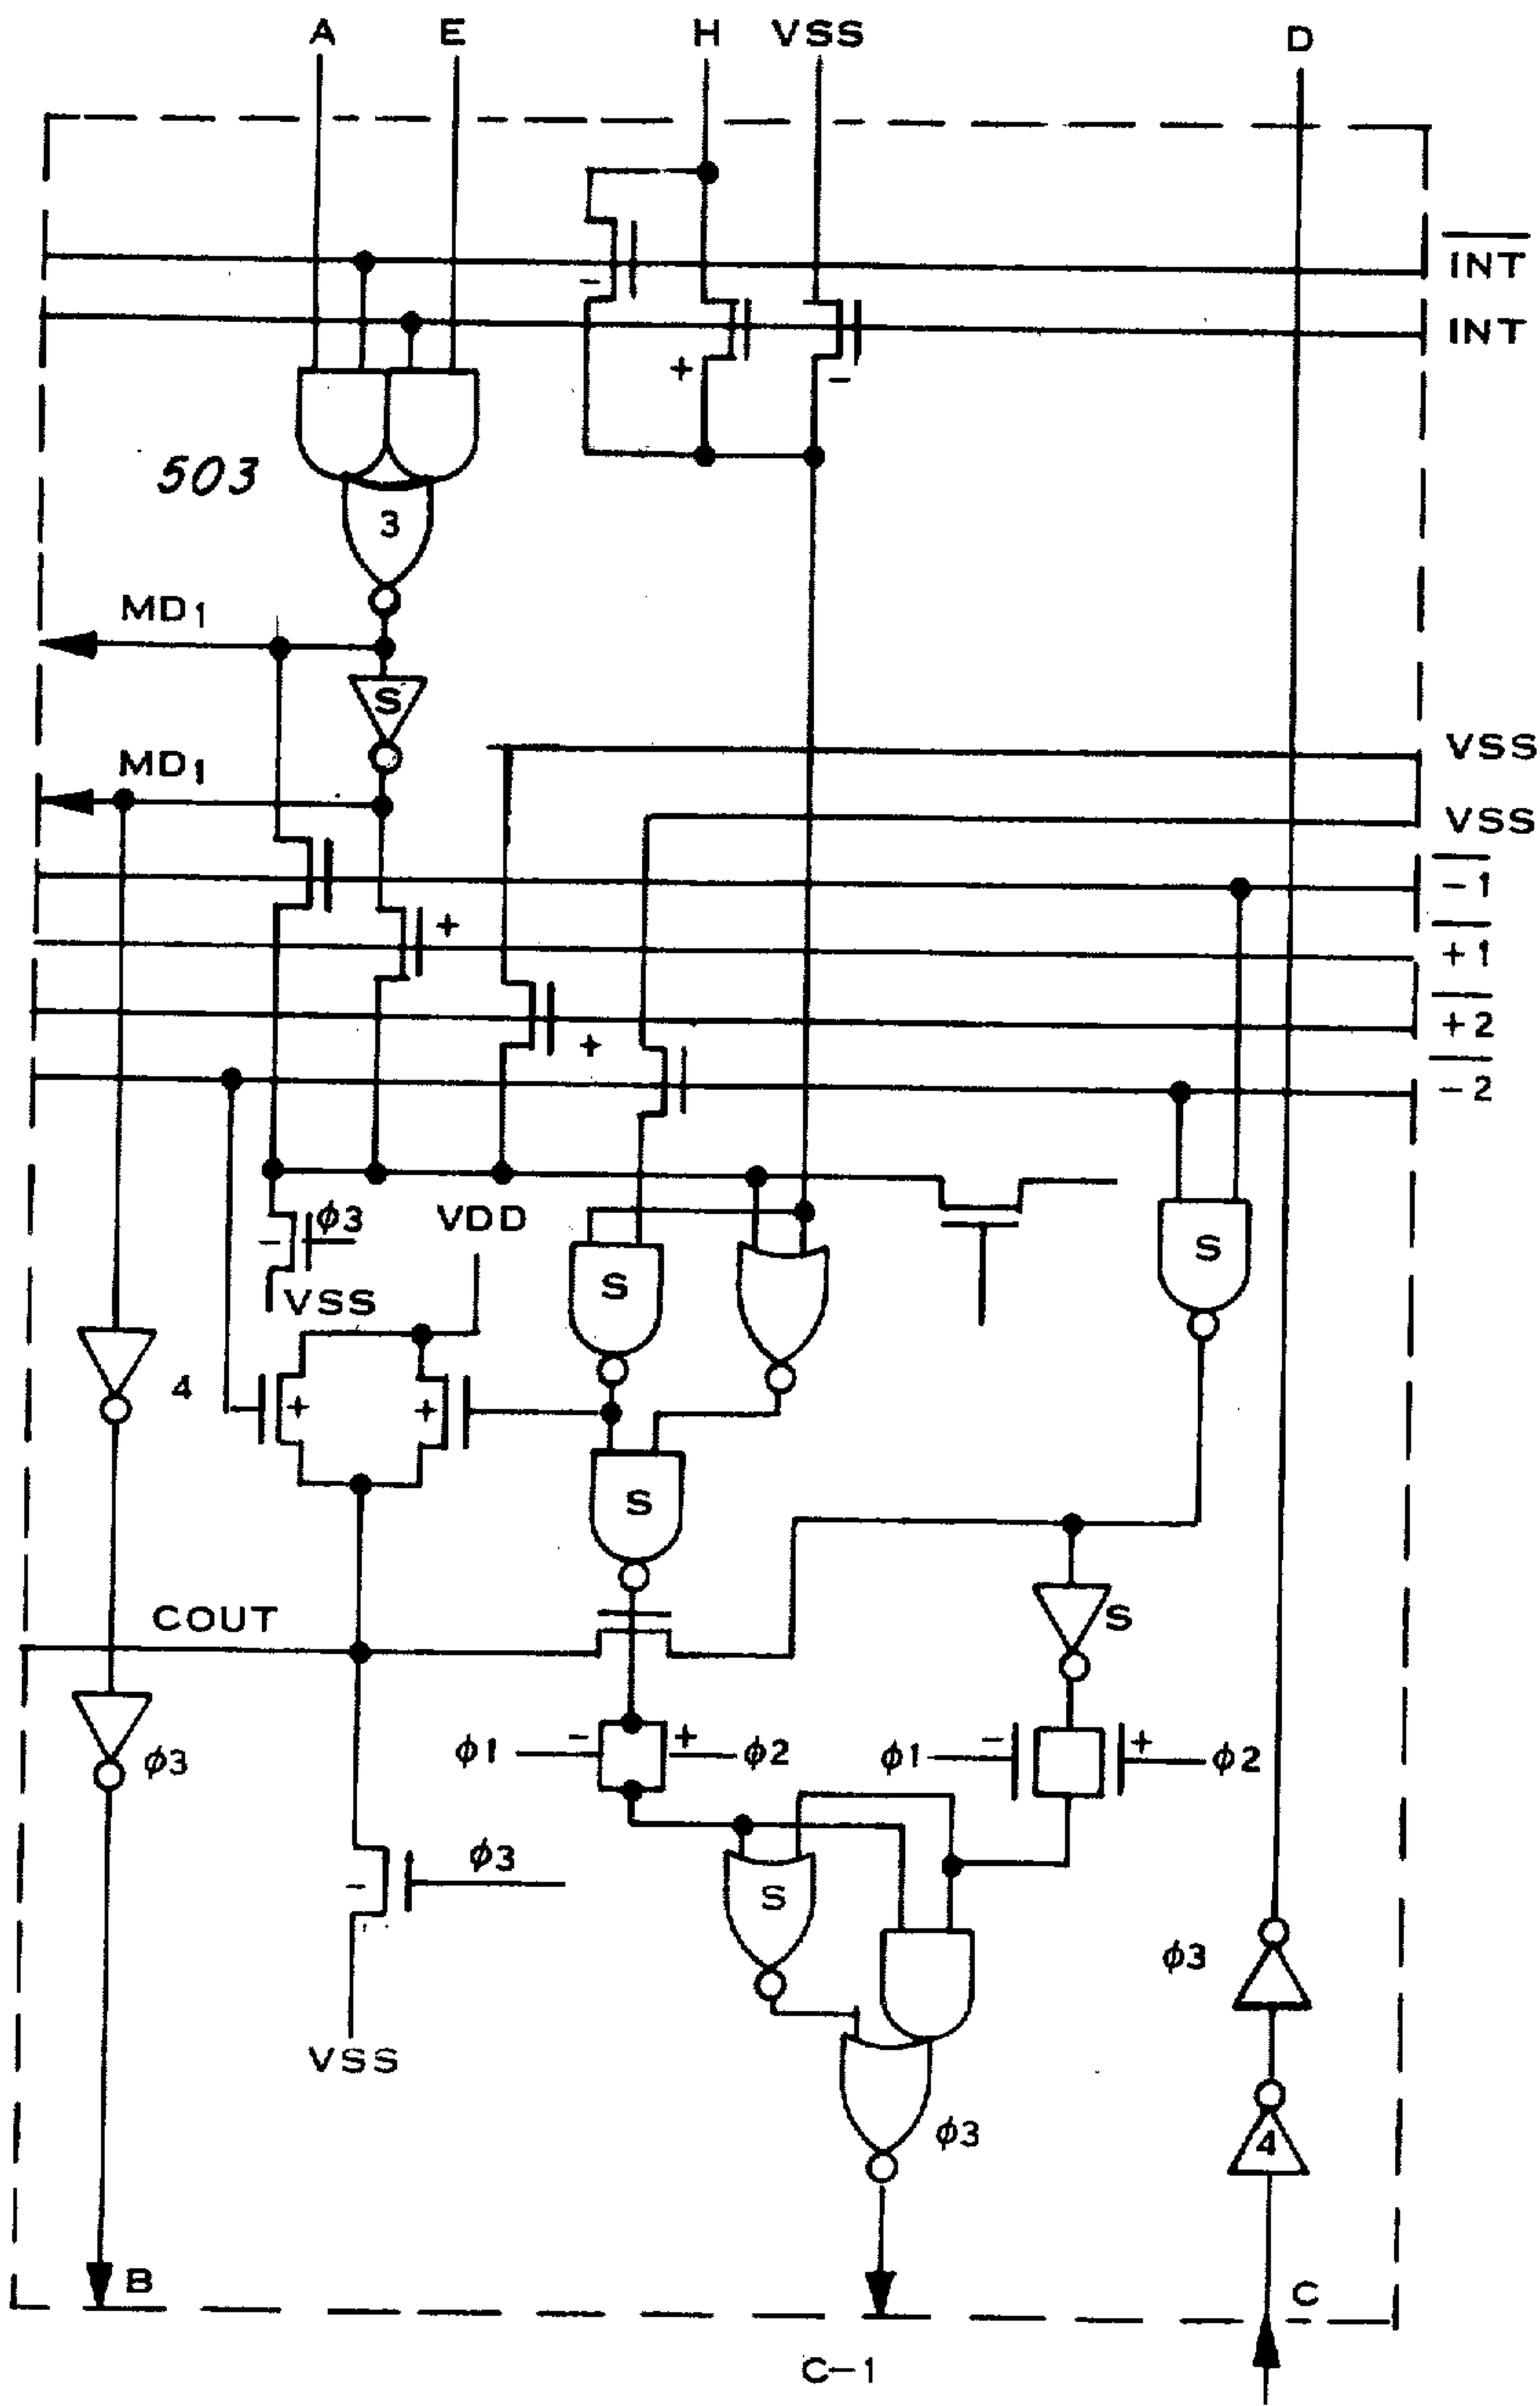 A E H VSS D
I̅N̅T̅
INT
503
3
MD1
S
MD1
VSS
VSS
-̅1̅
+̅1̅
+̅2̅
-̅2̅
-
+ -
+
+
ϕ3
-
VSS
VDD
S
S
4
+ +
S
COUT
S
ϕ1 - + ϕ2
ϕ1 - + ϕ2
ϕ3
ϕ3
-
VSS
S
ϕ3
ϕ3
4
B
C
C-1